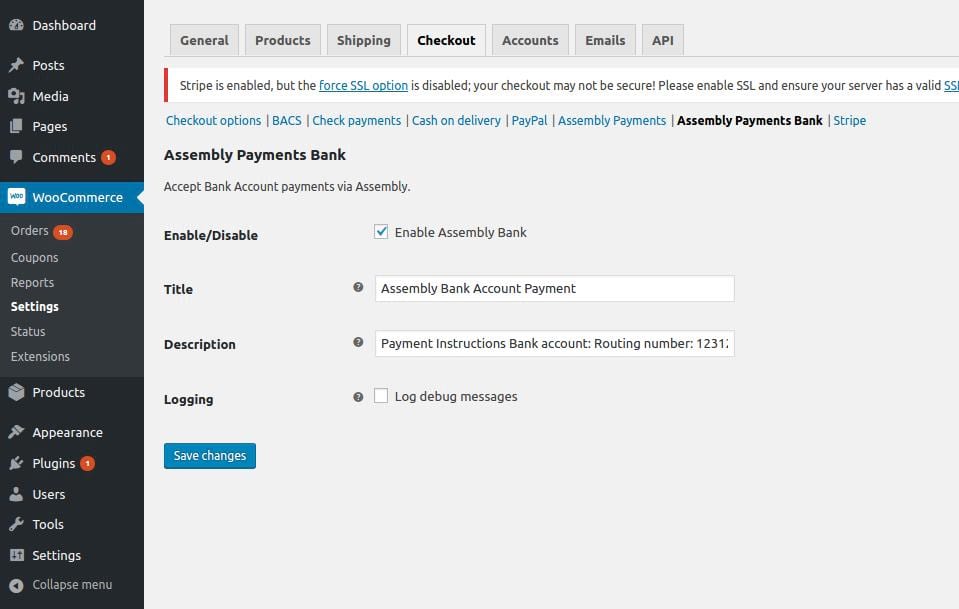 Dashboard
Posts
Media
Pages
Comments 1
woo WooCommerce
Orders 18
Coupons
Reports
Settings
Status
Extensions
Products
Appearance
Plugins 1
Users
Tools
Settings
Collapse menu
General Products Shipping Checkout Accounts Emails API
Stripe is enabled, but the force SSL option is disabled; your checkout may not be secure! Please enable SSL and ensure your server has a valid SSL
Checkout options | BACS | Check payments | Cash on delivery | PayPal | Assembly Payments | Assembly Payments Bank | Stripe
Assembly Payments Bank
Accept Bank Account payments via Assembly.
Enable/Disable Enable Assembly Bank
Title ? Assembly Bank Account Payment
Description ? Payment Instructions Bank account: Routing number: 12312
Logging ? Log debug messages
Save changes